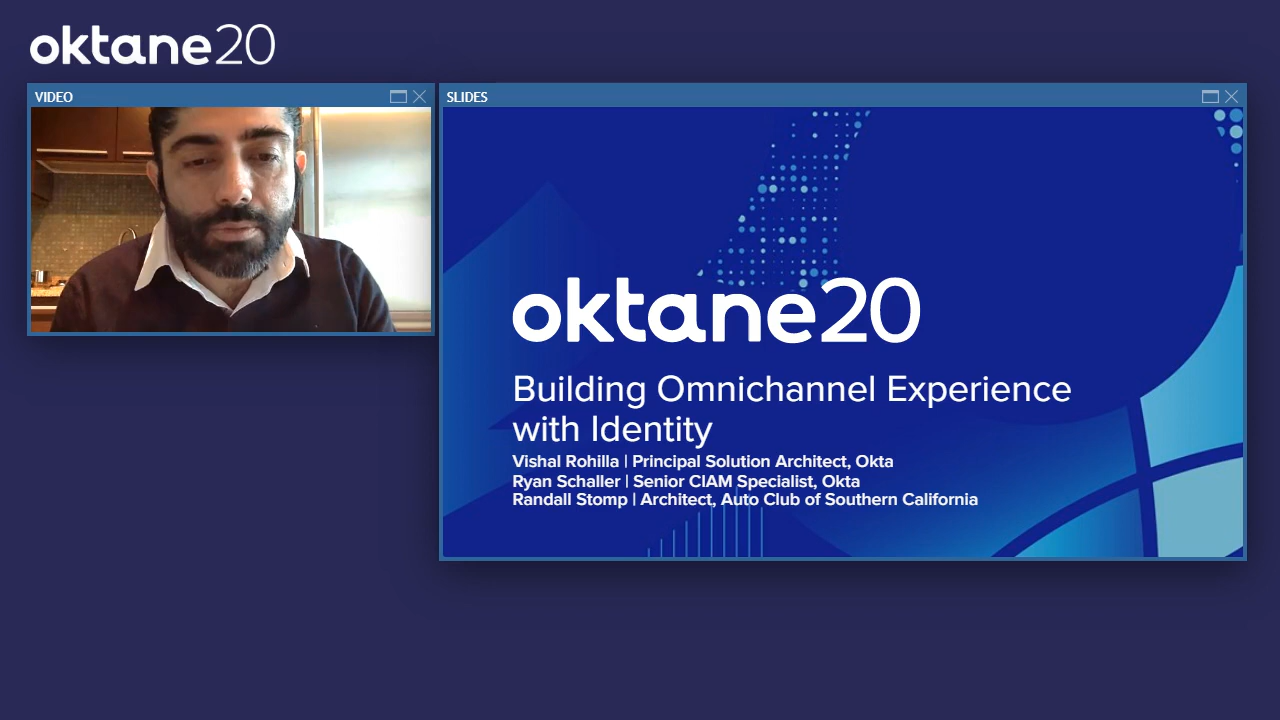 oktane20
VIDEO
SLIDES
oktane20
Building Omnichannel Experience
with Identity
Vishal Rohilla | Principal Solution Architect, Okta
Ryan Schaller | Senior CIAM Specialist, Okta
Randall Stomp | Architect, Auto Club of Southern California